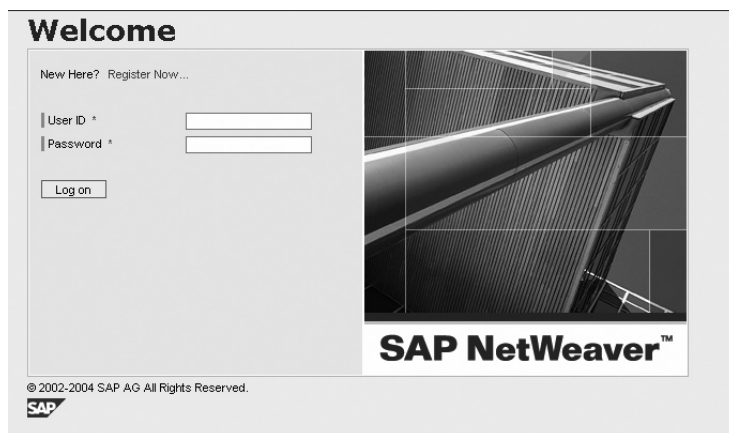 Welcome
New Here? Register Now...
User ID *
Password *
Log on
SAP NetWeaver™
© 2002-2004 SAP AG All Rights Reserved.
SAP